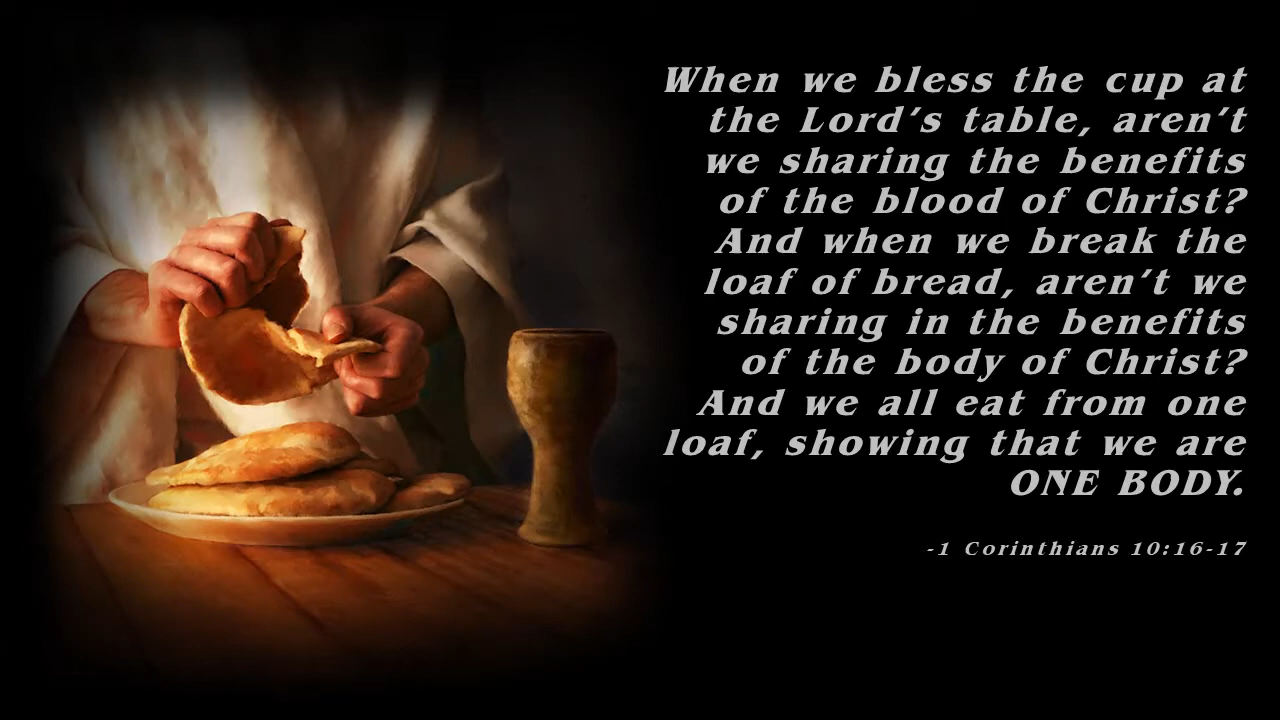 When we bless the cup at
the Lord’s table, aren’t
we sharing the benefits
of the blood of Christ?
And when we break the
loaf of bread, aren’t we
sharing in the benefits
of the body of Christ?
And we all eat from one
loaf, showing that we are
ONE BODY.
-1 Corinthians 10:16-17